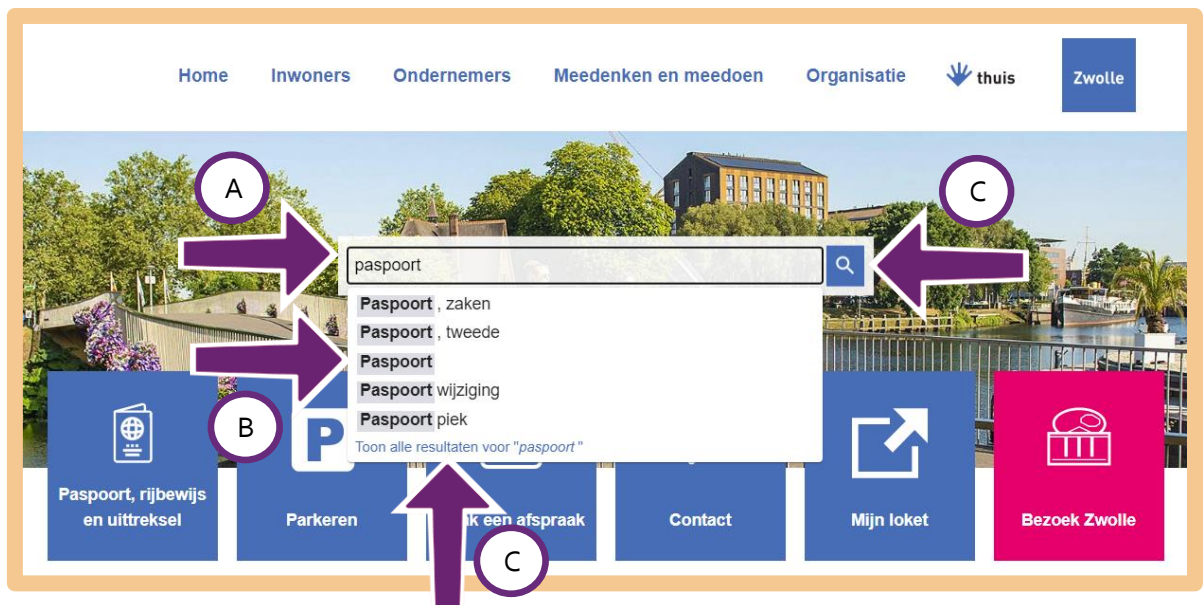 Home Inwoners Ondernemers Meedenken en meedoen Organisatie thuis Zwolle
A
C
paspoort
Paspoort , zaken
Paspoort , tweede
Paspoort
Paspoort wijziging
Paspoort piek
Toon alle resultaten voor "paspoort "
B
P
Paspoort, rijbewijs
en uittreksel
Parkeren
k een afspraak
Contact
Mijn loket
Bezoek Zwolle
C